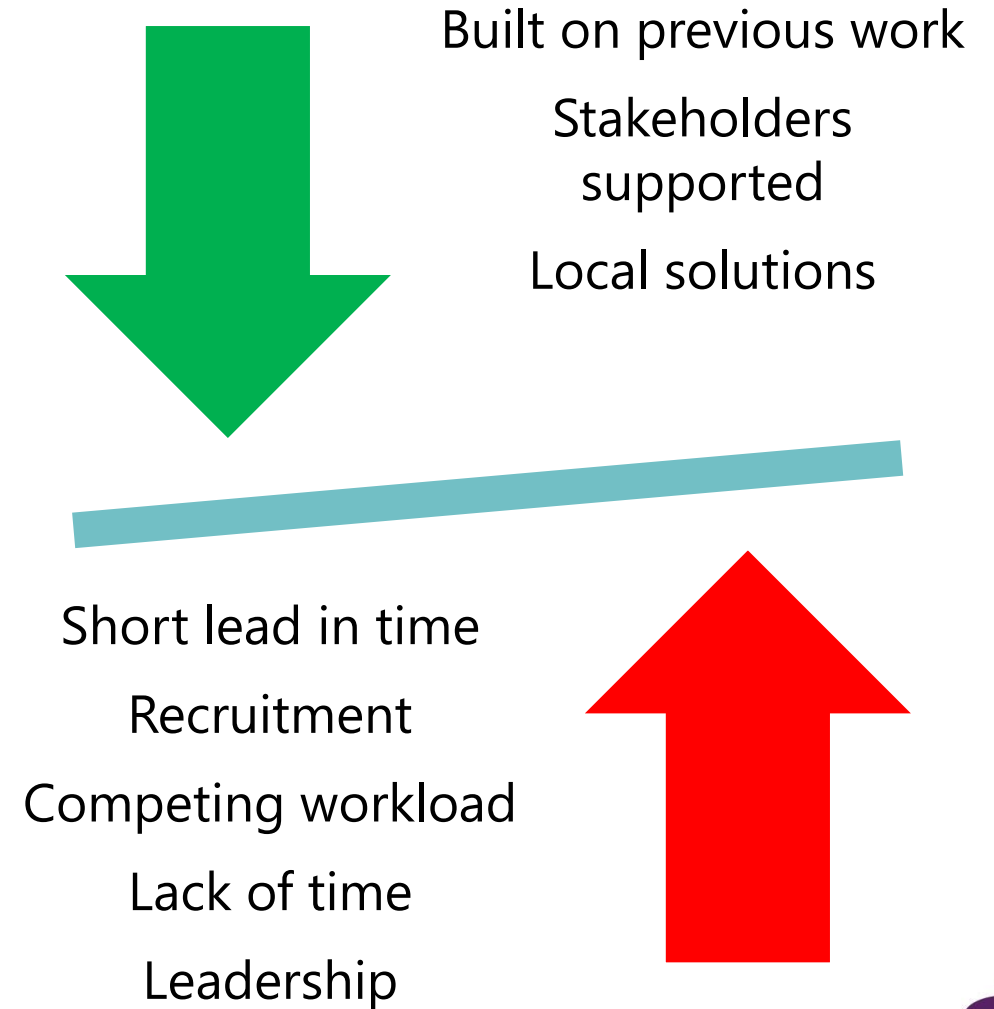 Built on previous work
Stakeholders
supported
Local solutions
Short lead in time
Recruitment
Competing workload
Lack of time
Leadership